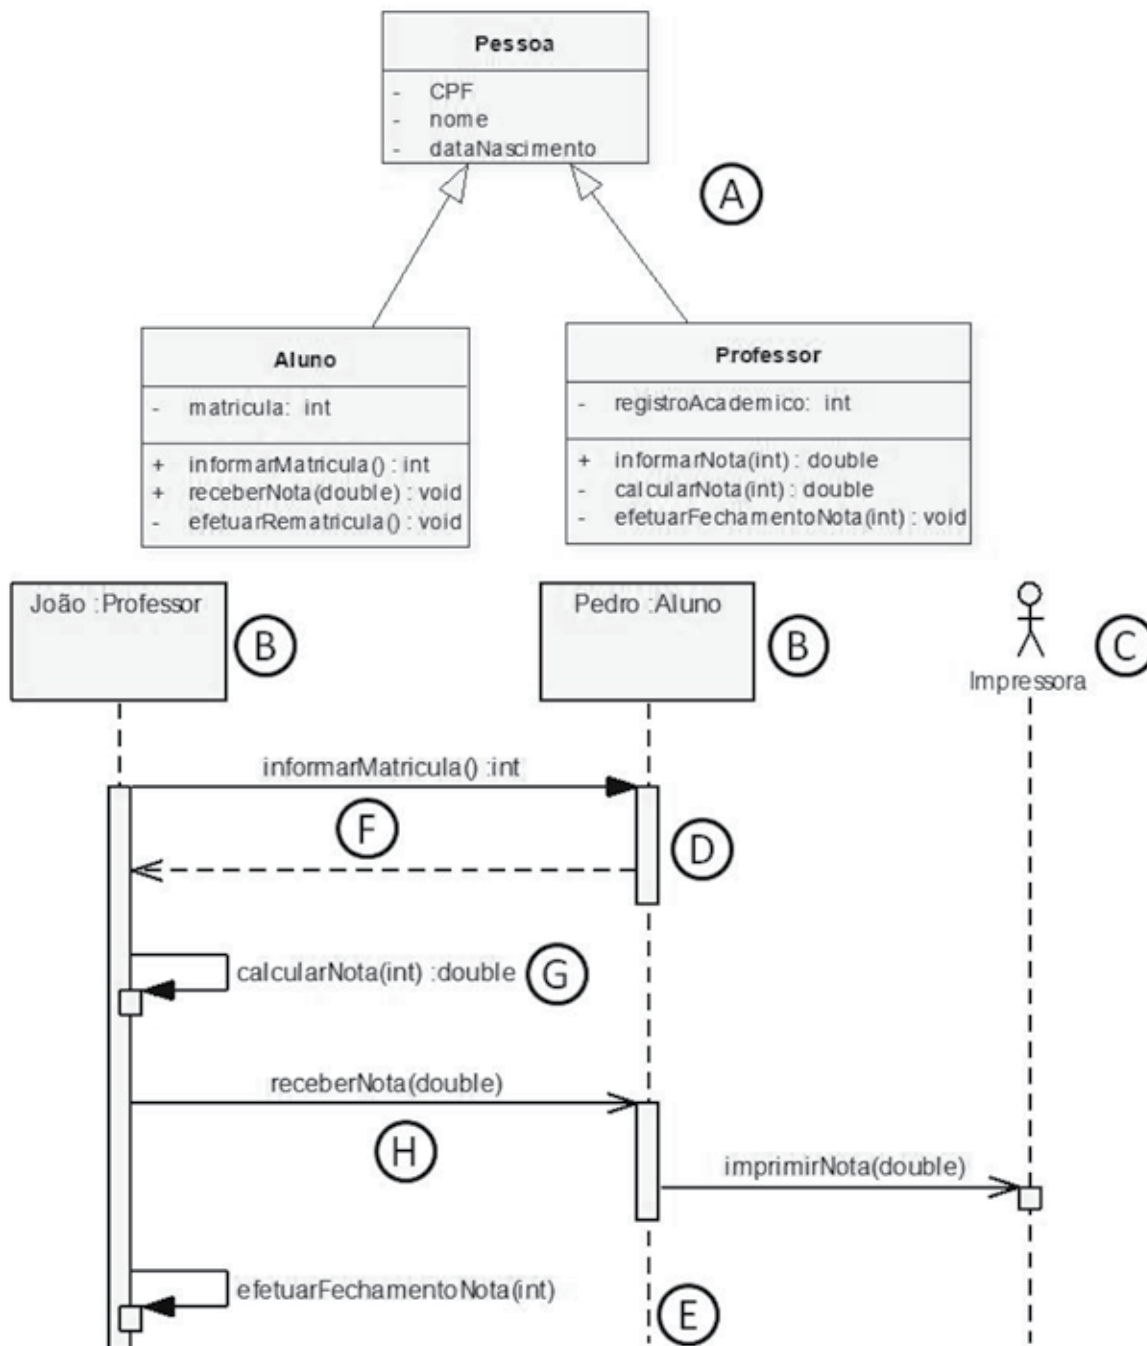 Pessoa
- CPF
- nome
- dataNascimento
A
Aluno
- matricula: int
+ informarMatricula() : int
+ receberNota(double) : void
- efetuarRematricula() : void
Professor
- registroAcademico: int
+ informarNota(int) : double
- calcularNota(int) : double
- efetuarFechamentoNota(int) : void
João :Professor
B
Pedro :Aluno
B
Impressora
C
informarMatricula() :int
F
D
calcularNota(int) :double
G
receberNota(double)
H
imprimirNota(double)
efetuarFechamentoNota(int)
E